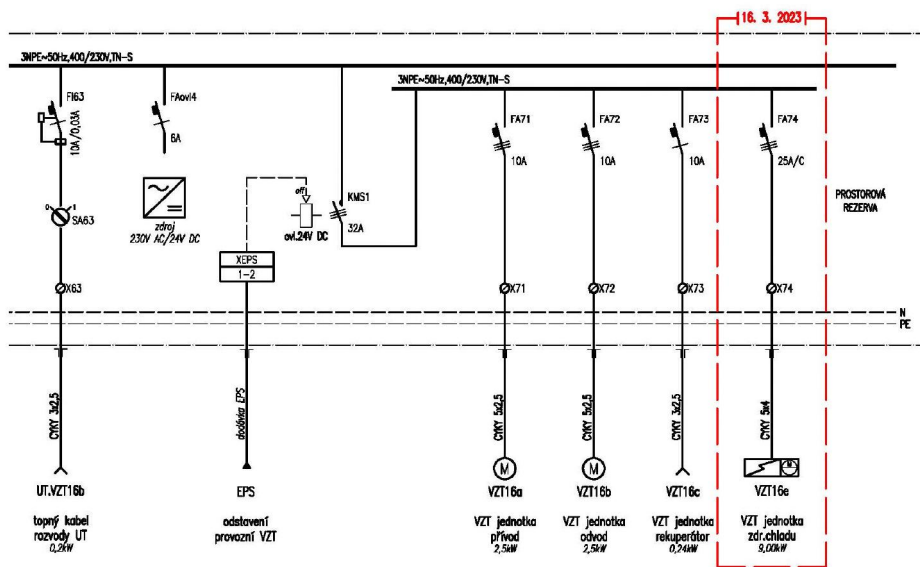 16. 3. 2023
3NPE~50Hz,400/230V,TN-S
3NPE~50Hz,400/230V,TN-S
FI63
10A/0,03A
FAovl4
6A
FA71
10A
FA72
10A
FA73
10A
FA74
25A/C
PROSTOROVÁ
REZERVA
0 1
SA63
zdroj
230V AC/24V DC
off
KMS1
32A
ovl.24V DC
XEPS
1-2
X63
X71
X72
X73
X74
N
PE
CYKY 3x2,5
dodávka EPS
CYKY 5x2,5
CYKY 5x2,5
CYKY 3x2,5
CYKY 5x4
M
M
UT.VZT16b
EPS
VZT16a
VZT16b
VZT16c
VZT16e
topný kabel
rozvody UT
0,2kW
odstavení
provozní VZT
VZT jednotka
přívod
2,5kW
VZT jednotka
odvod
2,5kW
VZT jednotka
rekuperátor
0,24kW
VZT jednotka
zdr.chladu
9,00kW